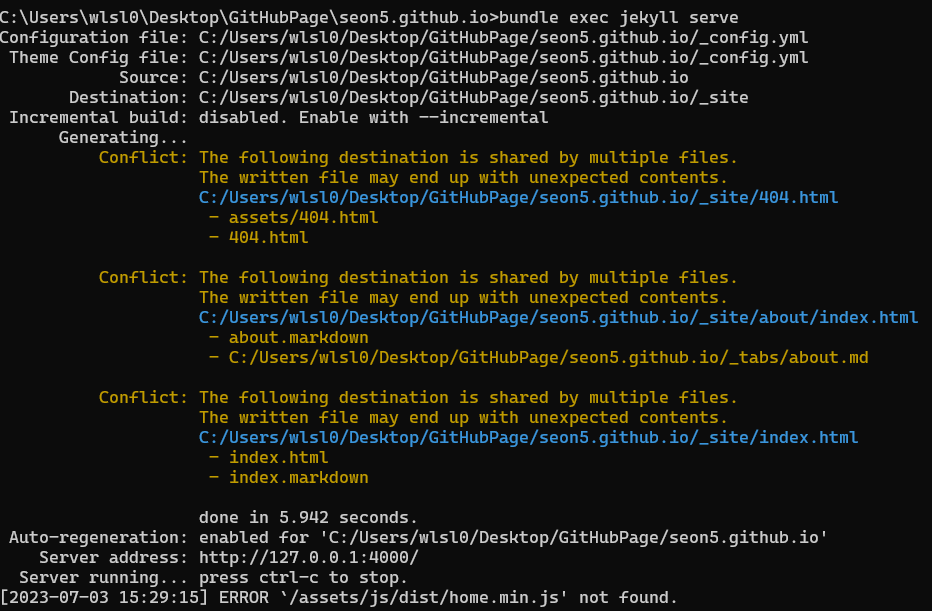 C:\Users\wlsl0\Desktop\GitHubPage\seon5.github.io>bundle exec jekyll serve
Configuration file: C:/Users/wlsl0/Desktop/GitHubPage/seon5.github.io/_config.yml
Theme Config file: C:/Users/wlsl0/Desktop/GitHubPage/seon5.github.io/_config.yml
Source: C:/Users/wlsl0/Desktop/GitHubPage/seon5.github.io
Destination: C:/Users/wlsl0/Desktop/GitHubPage/seon5.github.io/_site
Incremental build: disabled. Enable with --incremental
Generating...
Conflict: The following destination is shared by multiple files.
The written file may end up with unexpected contents.
C:/Users/wlsl0/Desktop/GitHubPage/seon5.github.io/_site/404.html
- assets/404.html
- 404.html
Conflict: The following destination is shared by multiple files.
The written file may end up with unexpected contents.
C:/Users/wlsl0/Desktop/GitHubPage/seon5.github.io/_site/about/index.html
- about.markdown
- C:/Users/wlsl0/Desktop/GitHubPage/seon5.github.io/_tabs/about.md
Conflict: The following destination is shared by multiple files.
The written file may end up with unexpected contents.
C:/Users/wlsl0/Desktop/GitHubPage/seon5.github.io/_site/index.html
- index.html
- index.markdown
done in 5.942 seconds.
Auto-regeneration: enabled for 'C:/Users/wlsl0/Desktop/GitHubPage/seon5.github.io'
Server address: http://127.0.0.1:4000/
Server running... press ctrl-c to stop.
[2023-07-03 15:29:15] ERROR `/assets/js/dist/home.min.js' not found.